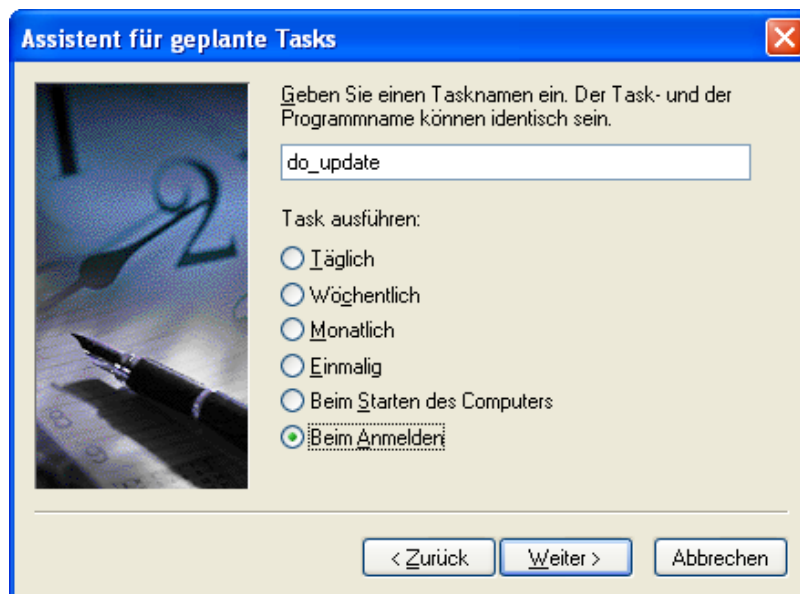 Assistent für geplante Tasks
Geben Sie einen Tasknamen ein. Der Task- und der
Programmname können identisch sein.
do_update
Task ausführen:
Täglich
Wöchentlich
Monatlich
Einmalig
Beim Starten des Computers
Beim Anmelden
< Zurück
Weiter >
Abbrechen